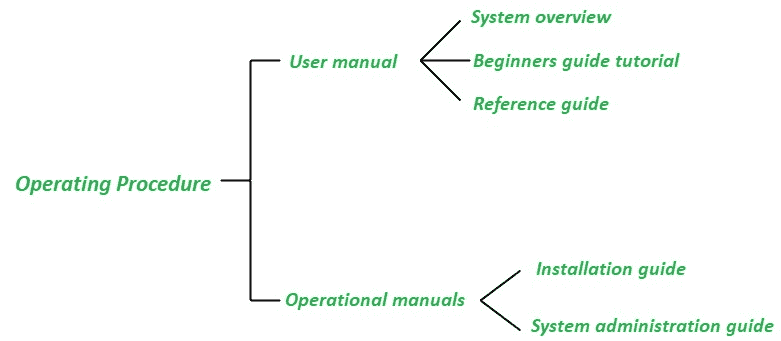 System overview
User manual
Beginners guide tutorial
Reference guide
Operating Procedure
Installation guide
Operational manuals
System administration guide